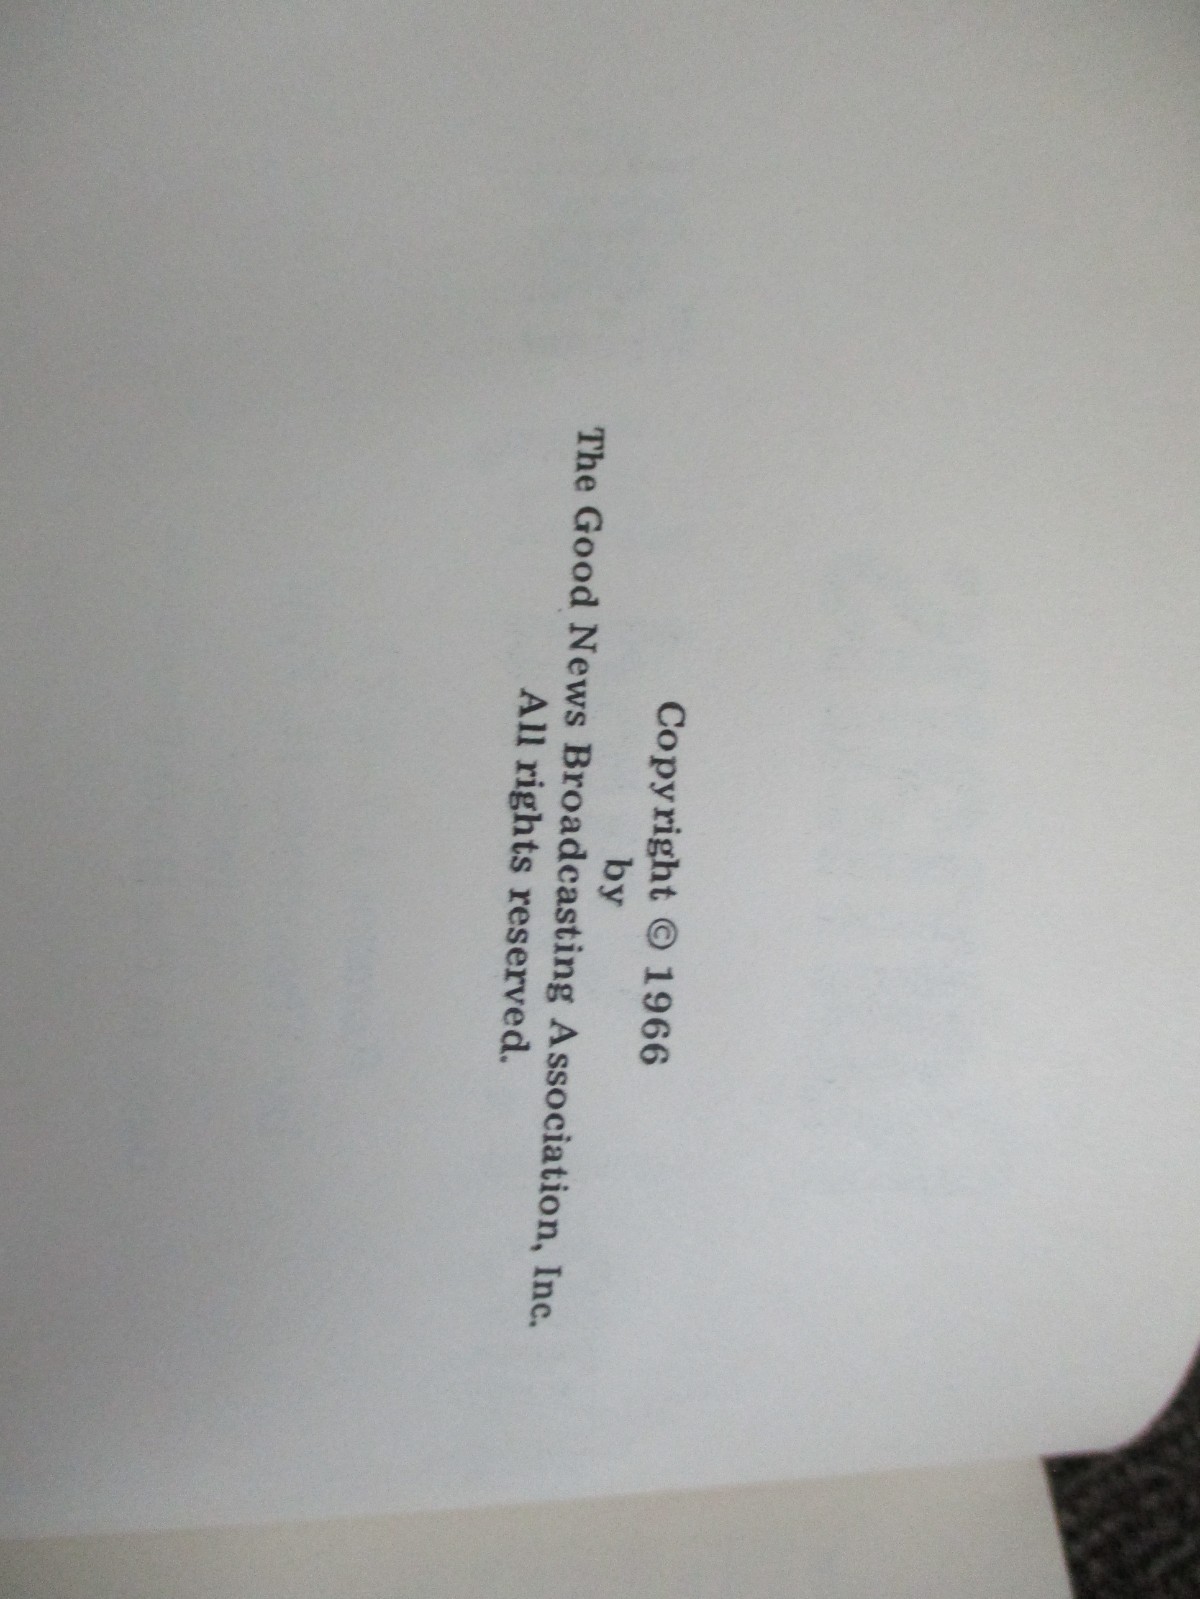 Copyright © 1966
by
The Good News Broadcasting Association, Inc.
All rights reserved.